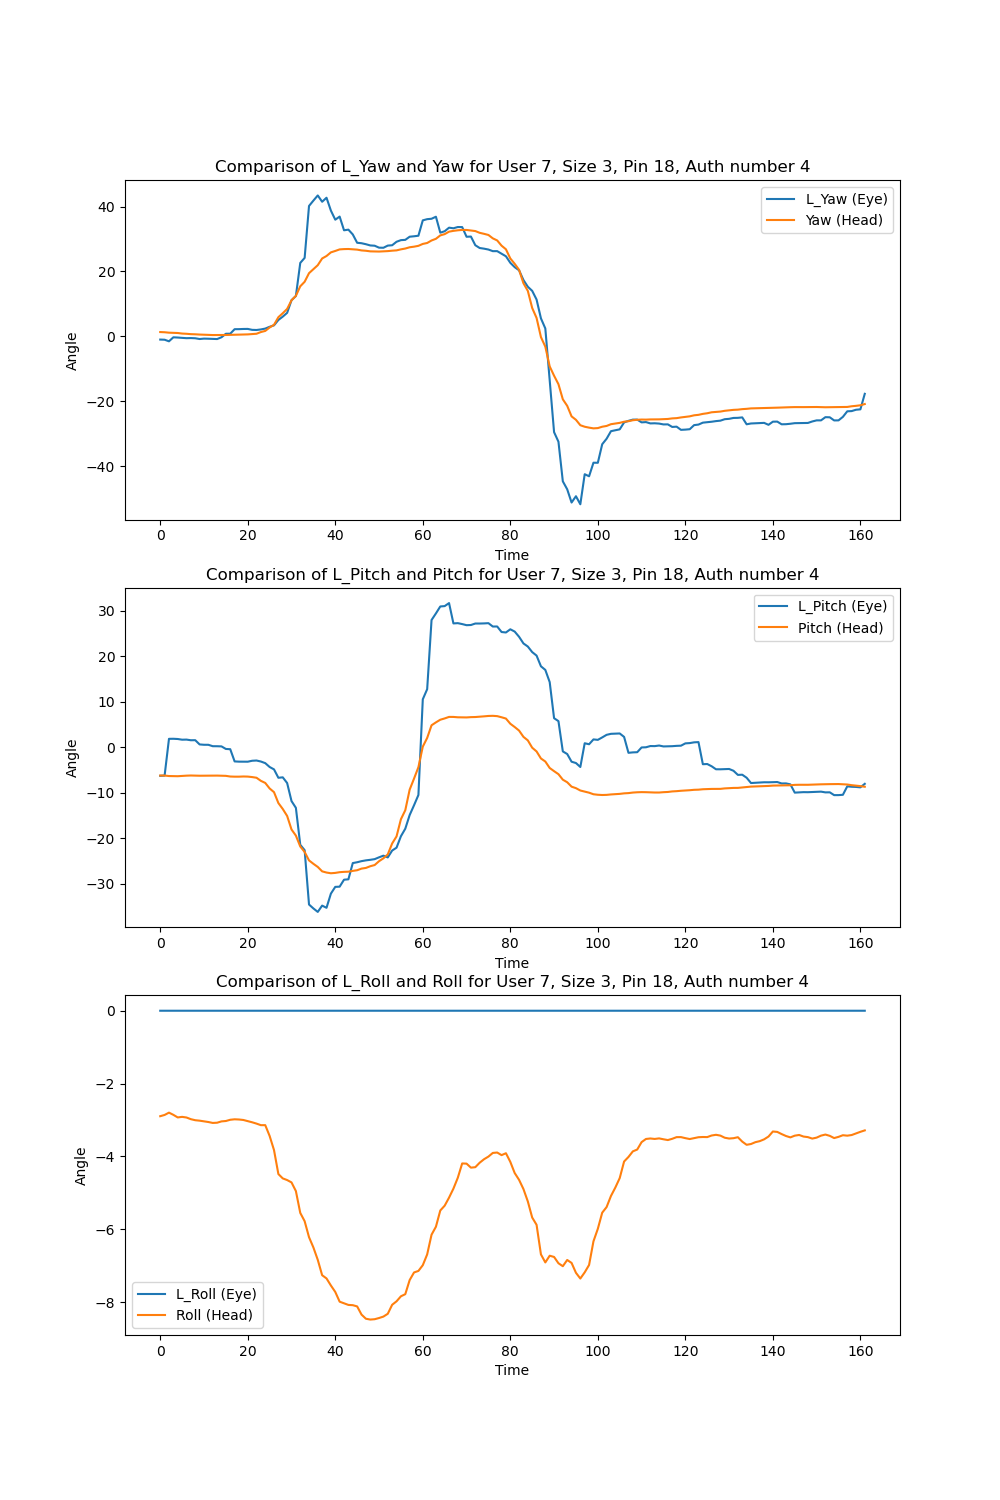 Comparison of L_Yaw and Yaw for User 7, Size 3, Pin 18, Auth number 4
L_Yaw (Eye)
Yaw (Head)
40
20
0
−20
−40
Angle
0 20 40 60 80 100 120 140 160
Time
Comparison of L_Pitch and Pitch for User 7, Size 3, Pin 18, Auth number 4
L_Pitch (Eye)
Pitch (Head)
30
20
10
0
−10
−20
−30
Angle
0 20 40 60 80 100 120 140 160
Time
Comparison of L_Roll and Roll for User 7, Size 3, Pin 18, Auth number 4
0
−2
−4
−6
−8
Angle
L_Roll (Eye)
Roll (Head)
0 20 40 60 80 100 120 140 160
Time